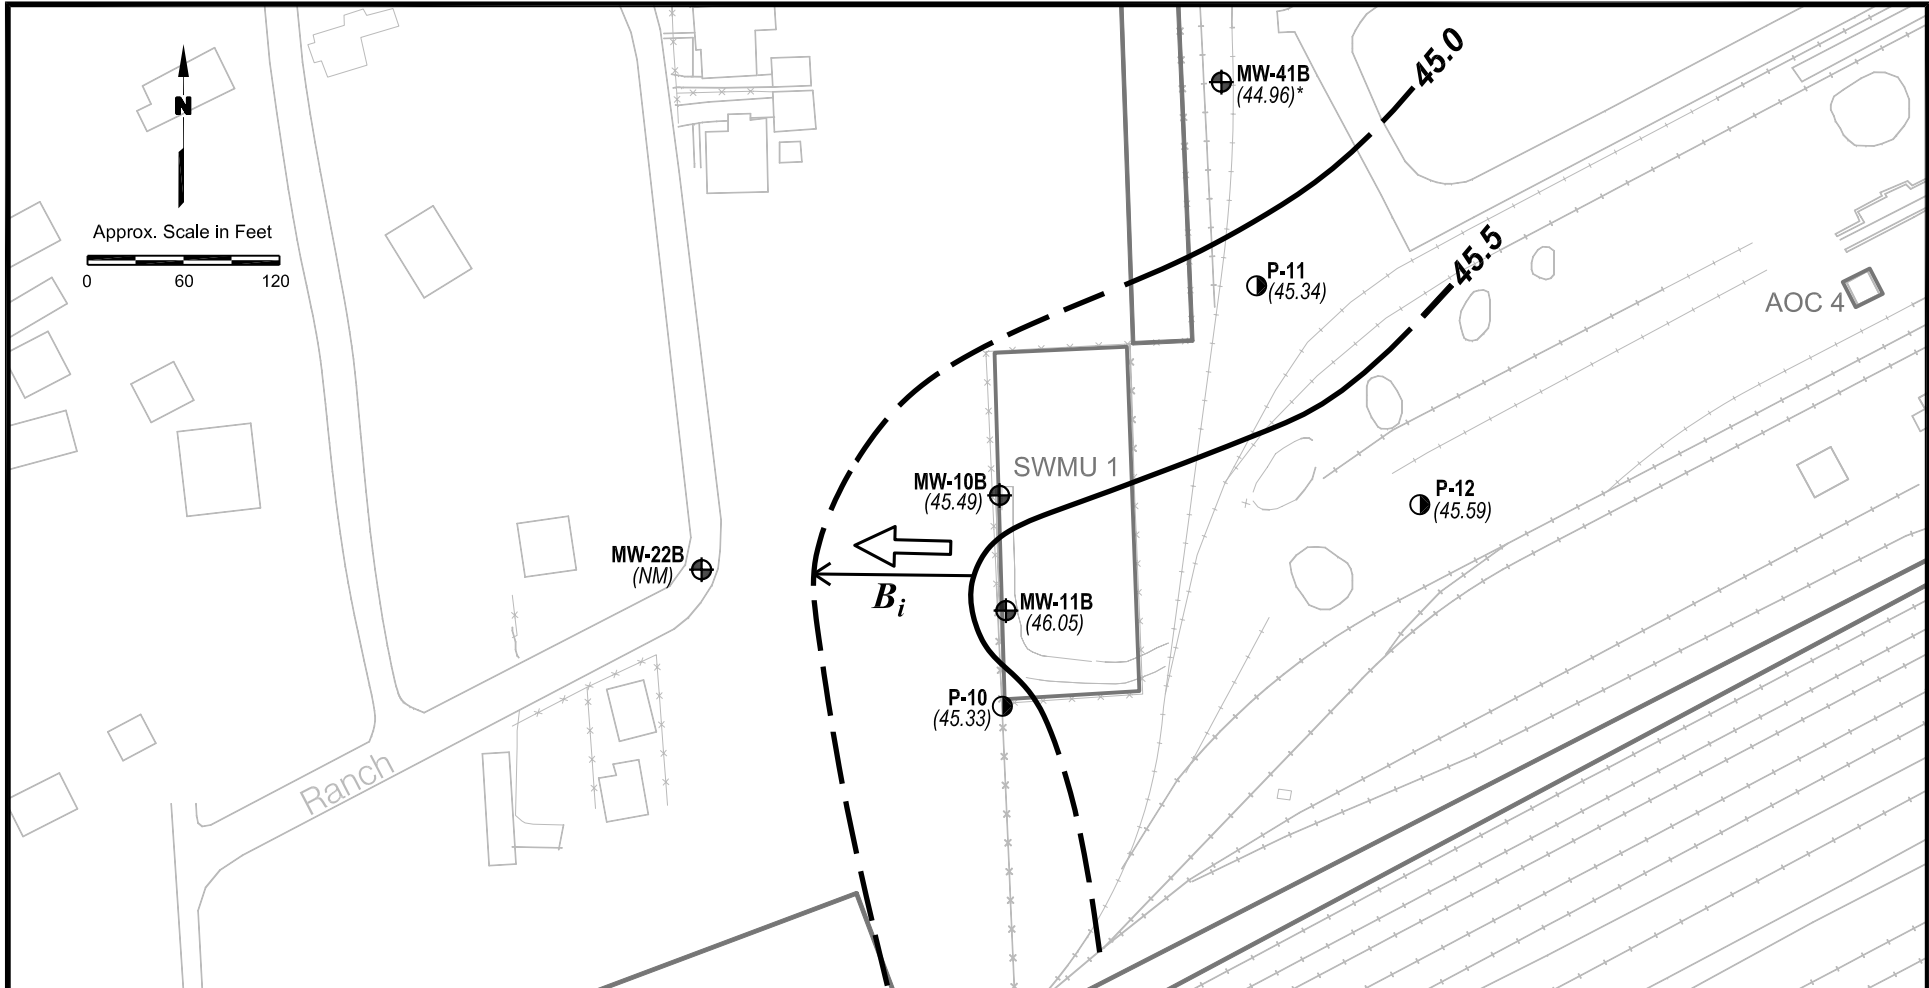 45.0
MW-41B
(44.96)*
N
Approx. Scale in Feet
0 60 120
45.5
P-11
(45.34)
AOC 4
SWMU 1
MW-10B
(45.49)
P-12
(45.59)
MW-22B
(NM)
Bi
MW-11B
(46.05)
P-10
(45.33)
Ranch